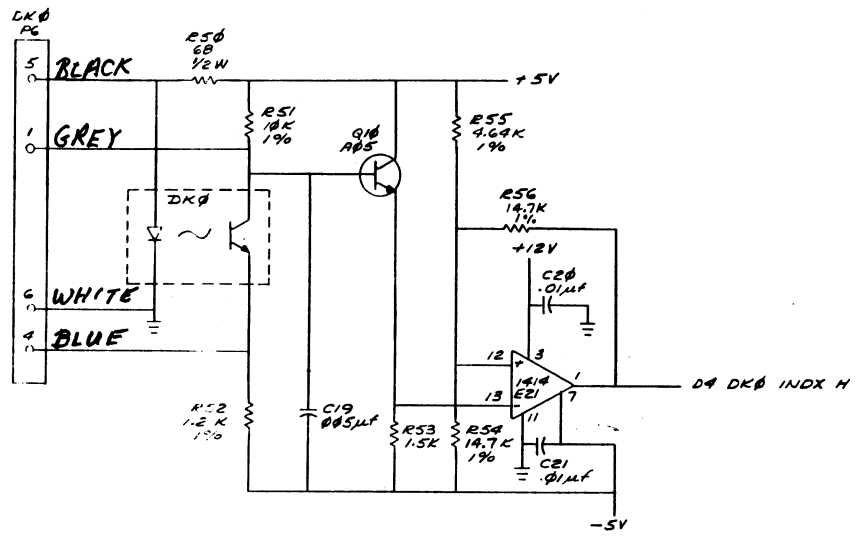 DKØ
P6
5 BLACK
R5Ø
68
1/2 W
+5V
1 GREY
R51
1ØK
1%
Q1Ø
AØ5
R55
4.64K
1%
DKØ
R56
14.7K
1%
+12V
C2Ø
.01µf
6 WHITE
4 BLUE
12
+
3
1414
E21
1
7
D4 DKØ INDX H
13
-
11
R52
1.2 K
1%
C19
ØØ5µf
R53
1.5K
R54
14.7K
1%
C21
.Ø1µf
-5V